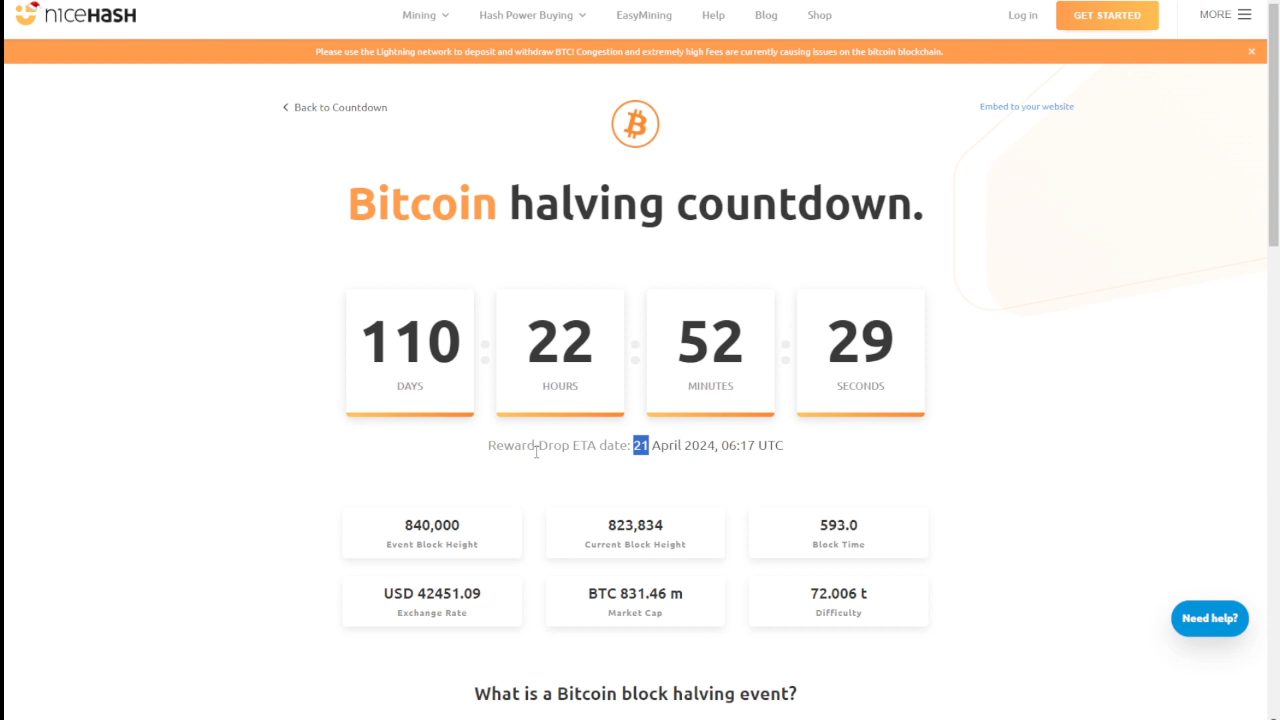 nıceHASH
Mining Hash Power Buying EasyMining Help Blog Shop Log in GET STARTED MORE
Please use the Lightning network to deposit and withdraw BTC! Congestion and extremely high fees are currently causing issues on the bitcoin blockchain. ×
Back to Countdown
Embed to your website
Bitcoin halving countdown.
110 : 22 : 52 : 29
DAYS HOURS MINUTES SECONDS
Reward-Drop ETA date: 21 April 2024, 06:17 UTC
840,000 823,834 593.0
Event Block Height Current Block Height Block Time
USD 42451.09 BTC 831.46 m 72.006 t
Exchange Rate Market Cap Difficulty
Need help?
What is a Bitcoin block halving event?